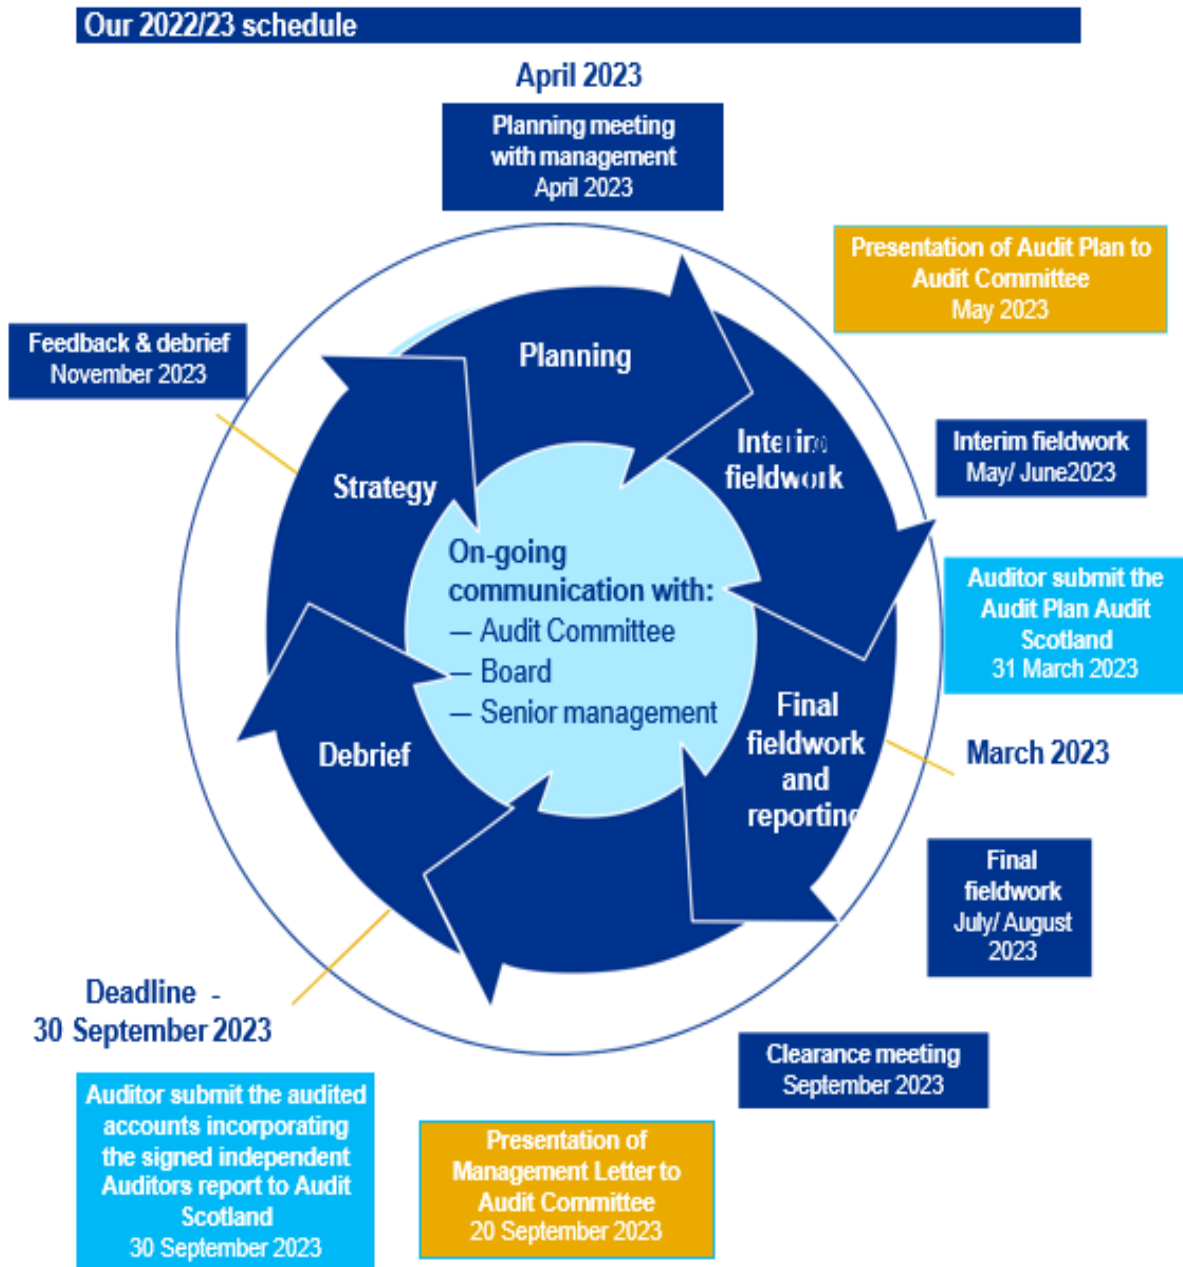 Our 2022/23 schedule
April 2023
Planning meeting
with management
April 2023
Presentation of Audit Plan to
Audit Committee
May 2023
Feedback & debrief
November 2023
Planning
Interim
fieldwork
Interim fieldwork
May/ June2023
Strategy
On-going
communication with:
— Audit Committee
— Board
— Senior management
Auditor submit the
Audit Plan Audit
Scotland
31 March 2023
Final
fieldwork
and
reporting
March 2023
Debrief
Final
fieldwork
July/ August
2023
Deadline -
30 September 2023
Clearance meeting
September 2023
Auditor submit the audited
accounts incorporating
the signed independent
Auditors report to Audit
Scotland
30 September 2023
Presentation of
Management Letter to
Audit Committee
20 September 2023